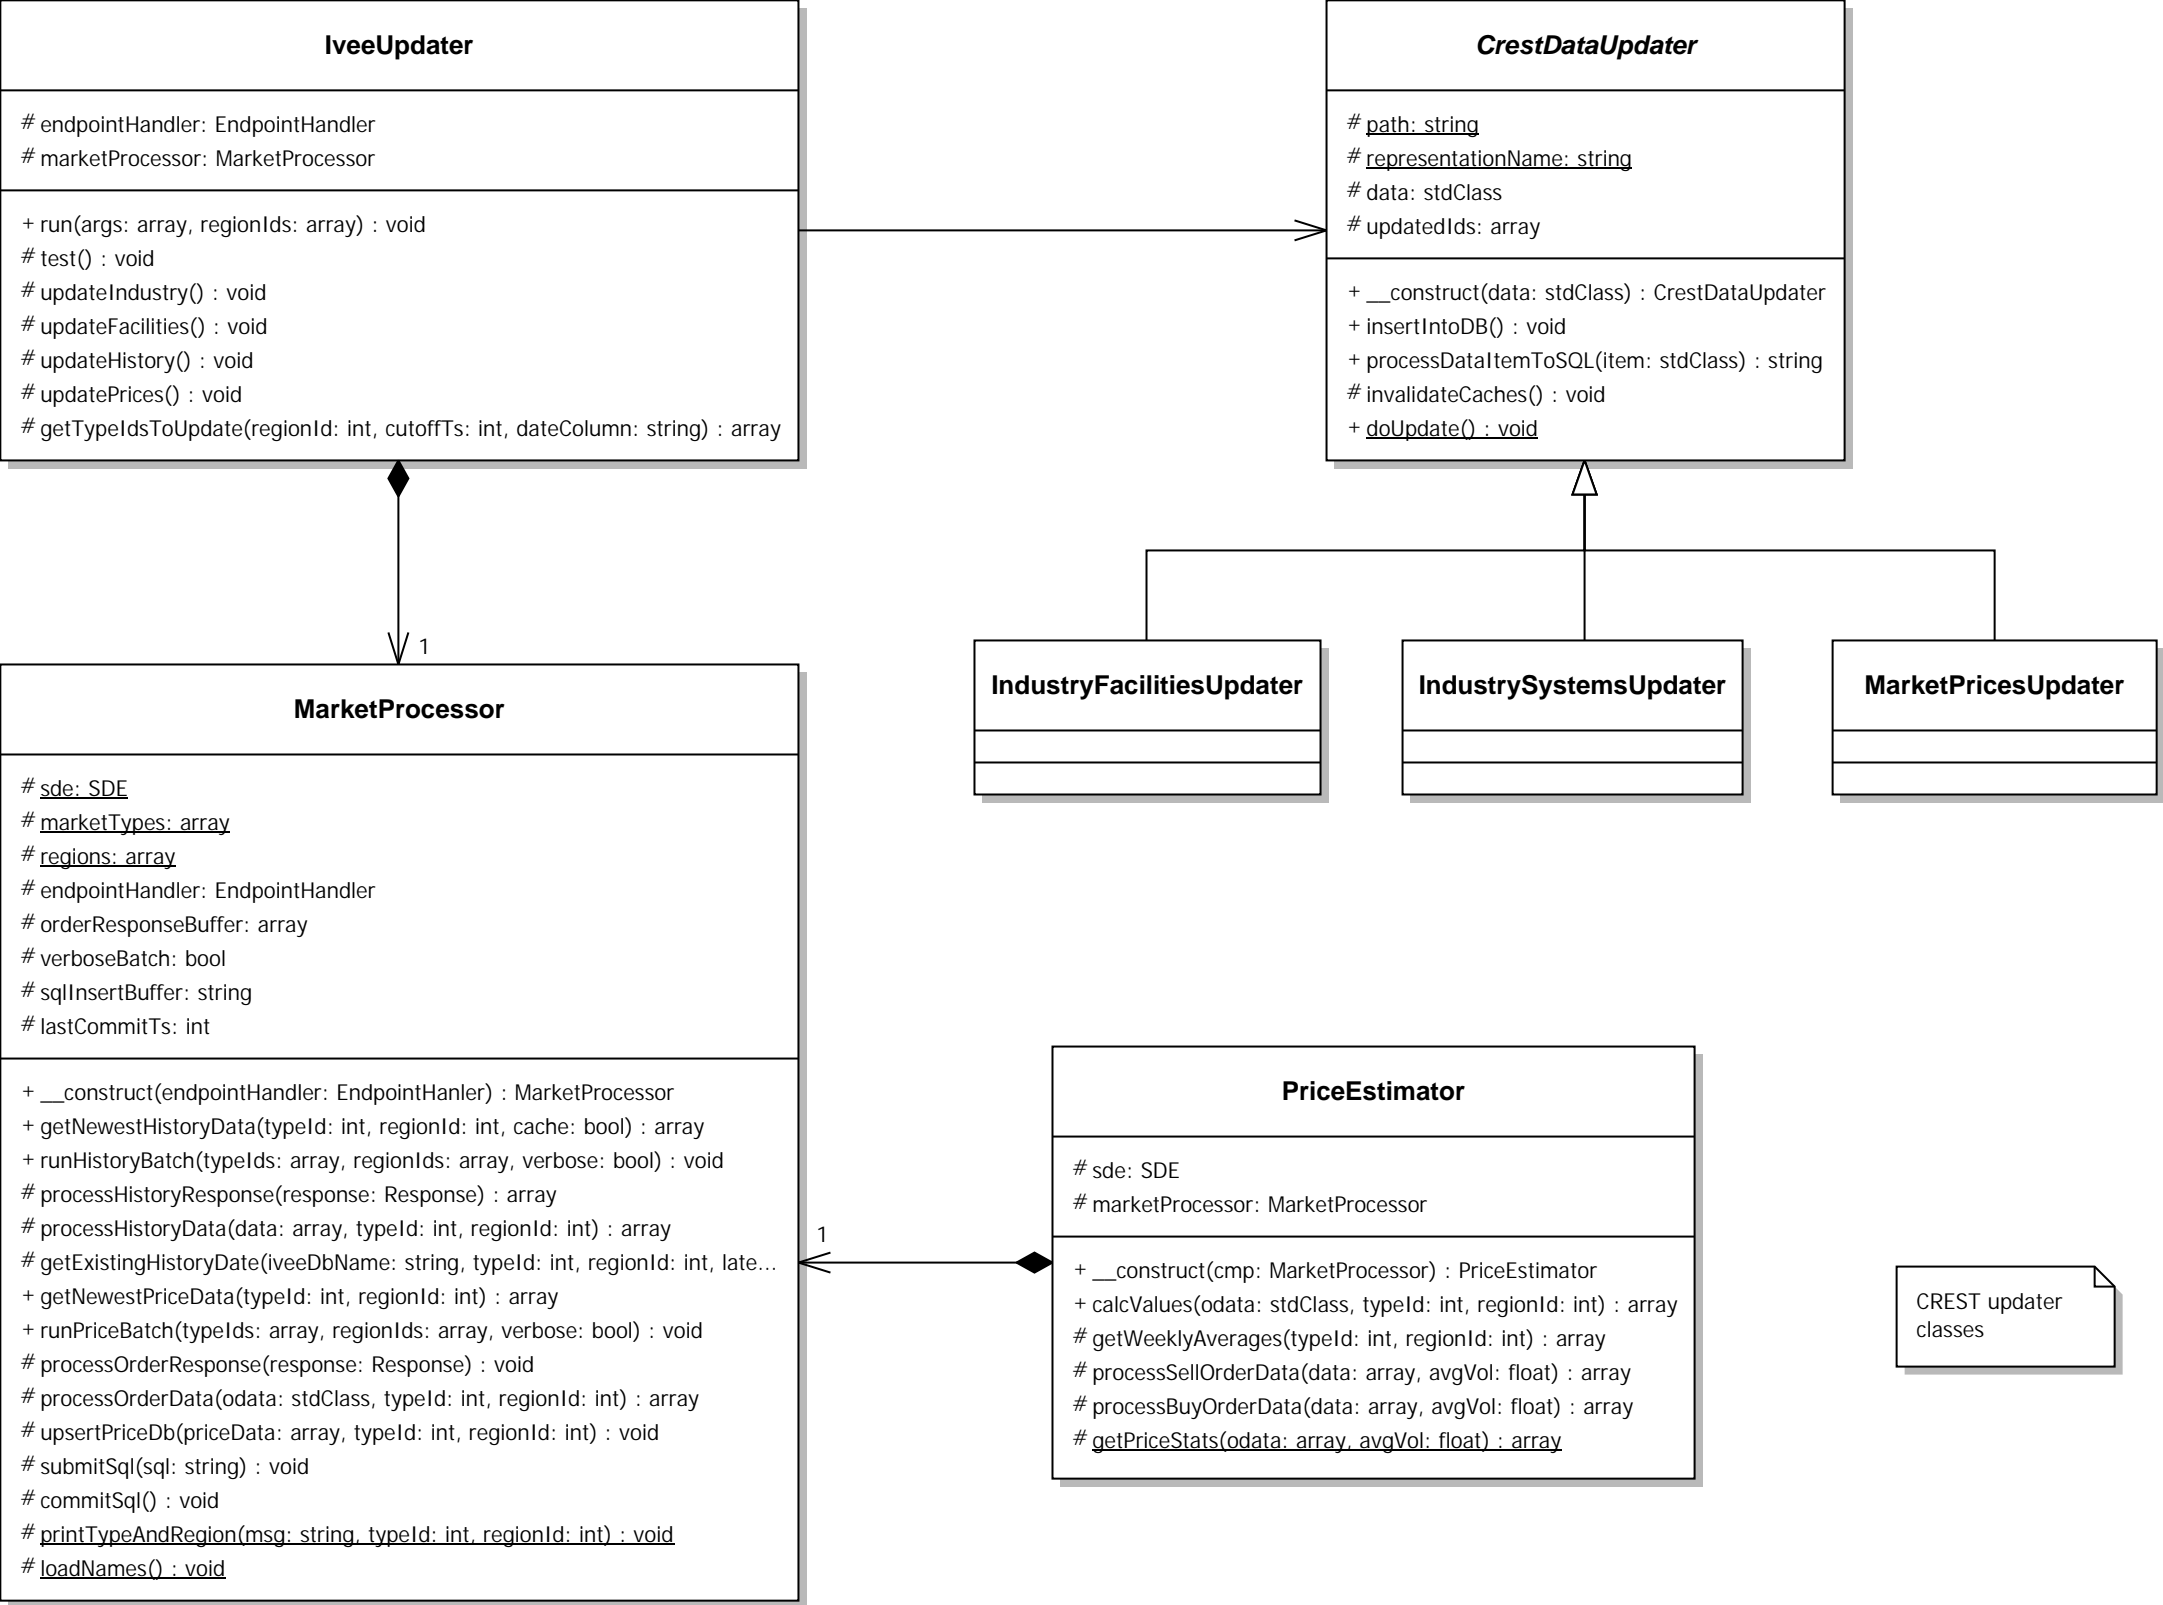 IveeUpdater
# endpointHandler: EndpointHandler
# marketProcessor: MarketProcessor
+ run(args: array, regionIds: array) : void
# test() : void
# updateIndustry() : void
# updateFacilities() : void
# updateHistory() : void
# updatePrices() : void
# getTypeIdsToUpdate(regionId: int, cutoffTs: int, dateColumn: string) : array
CrestDataUpdater
# path: string
# representationName: string
# data: stdClass
# updatedIds: array
+ __construct(data: stdClass) : CrestDataUpdater
+ insertIntoDB() : void
+ processDataItemToSQL(item: stdClass) : string
# invalidateCaches() : void
+ doUpdate() : void
1
IndustryFacilitiesUpdater
IndustrySystemsUpdater
MarketPricesUpdater
MarketProcessor
# sde: SDE
# marketTypes: array
# regions: array
# endpointHandler: EndpointHandler
# orderResponseBuffer: array
# verboseBatch: bool
# sqlInsertBuffer: string
# lastCommitTs: int
+ __construct(endpointHandler: EndpointHanler) : MarketProcessor
+ getNewestHistoryData(typeId: int, regionId: int, cache: bool) : array
+ runHistoryBatch(typeIds: array, regionIds: array, verbose: bool) : void
# processHistoryResponse(response: Response) : array
# processHistoryData(data: array, typeId: int, regionId: int) : array
# getExistingHistoryDate(iveeDbName: string, typeId: int, regionId: int, late...
+ getNewestPriceData(typeId: int, regionId: int) : array
+ runPriceBatch(typeIds: array, regionIds: array, verbose: bool) : void
# processOrderResponse(response: Response) : void
# processOrderData(odata: stdClass, typeId: int, regionId: int) : array
# upsertPriceDb(priceData: array, typeId: int, regionId: int) : void
# submitSql(sql: string) : void
# commitSql() : void
# printTypeAndRegion(msg: string, typeId: int, regionId: int) : void
# loadNames() : void
1
PriceEstimator
# sde: SDE
# marketProcessor: MarketProcessor
+ __construct(cmp: MarketProcessor) : PriceEstimator
+ calcValues(odata: stdClass, typeId: int, regionId: int) : array
# getWeeklyAverages(typeId: int, regionId: int) : array
# processSellOrderData(data: array, avgVol: float) : array
# processBuyOrderData(data: array, avgVol: float) : array
# getPriceStats(odata: array, avgVol: float) : array
CREST updater
classes